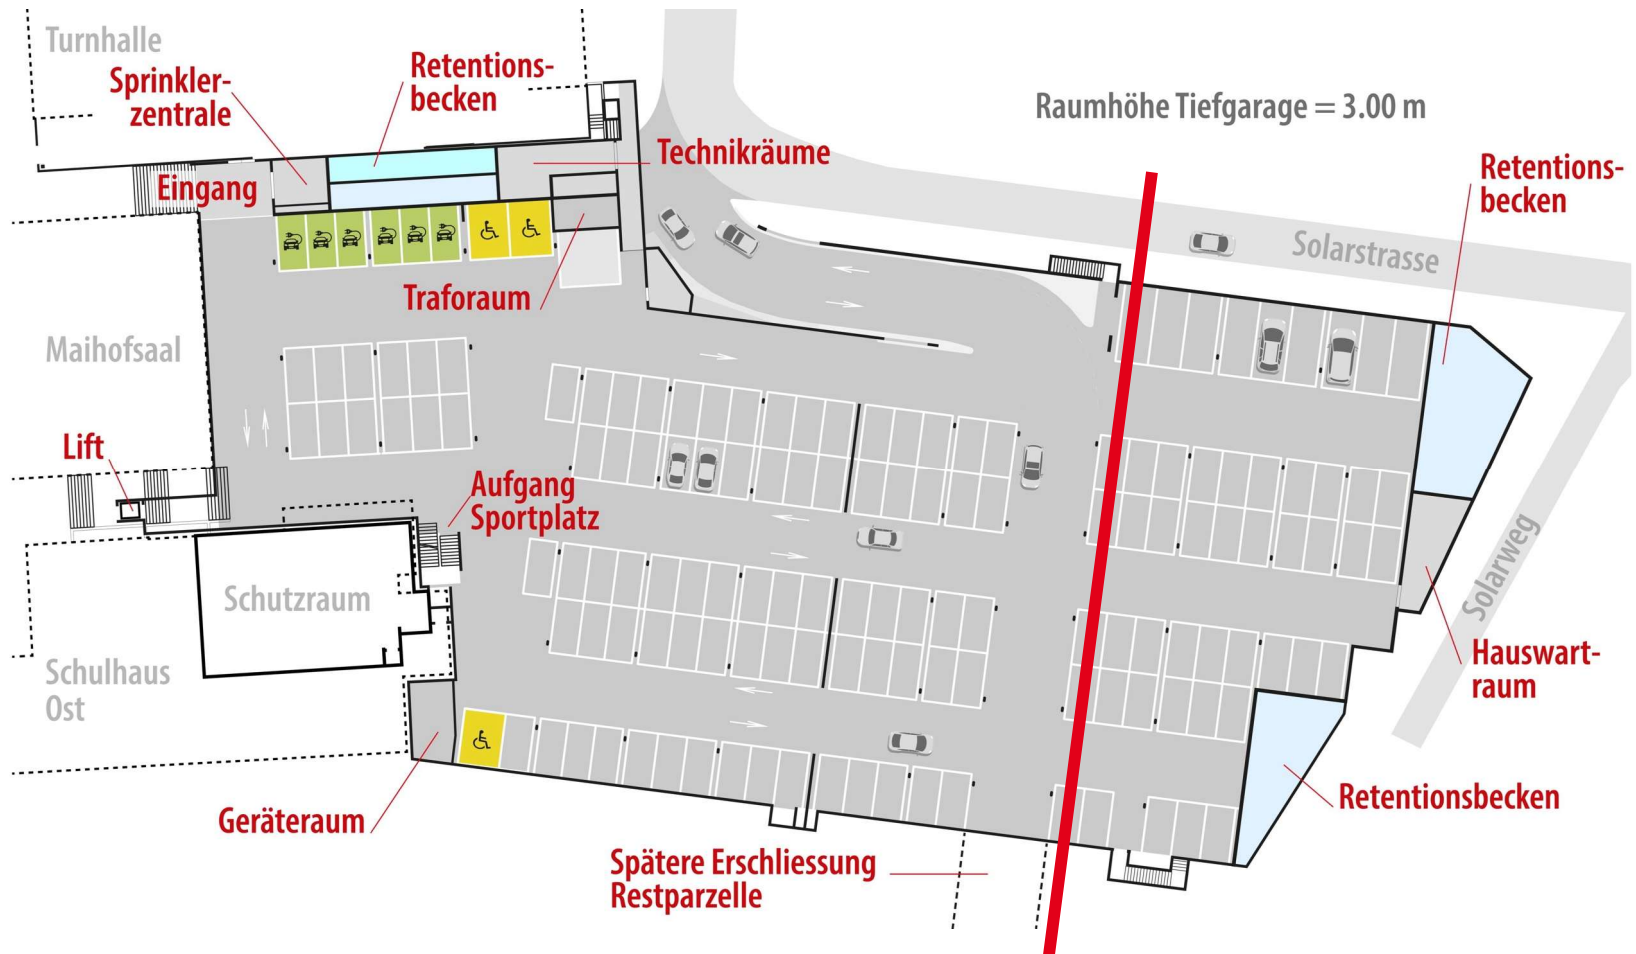 Turnhalle
Sprinkler-
zentrale
Retentions-
becken
Raumhöhe Tiefgarage = 3.00 m
Technikräume
Retentions-
becken
Eingang
Solarstrasse
Traforaum
Maihofsaal
Lift
Aufgang
Sportplatz
Schutzraum
Solarweg
Hauswart-
raum
Schulhaus
Ost
Geräteraum
Retentionsbecken
Spätere Erschliessung
Restparzelle